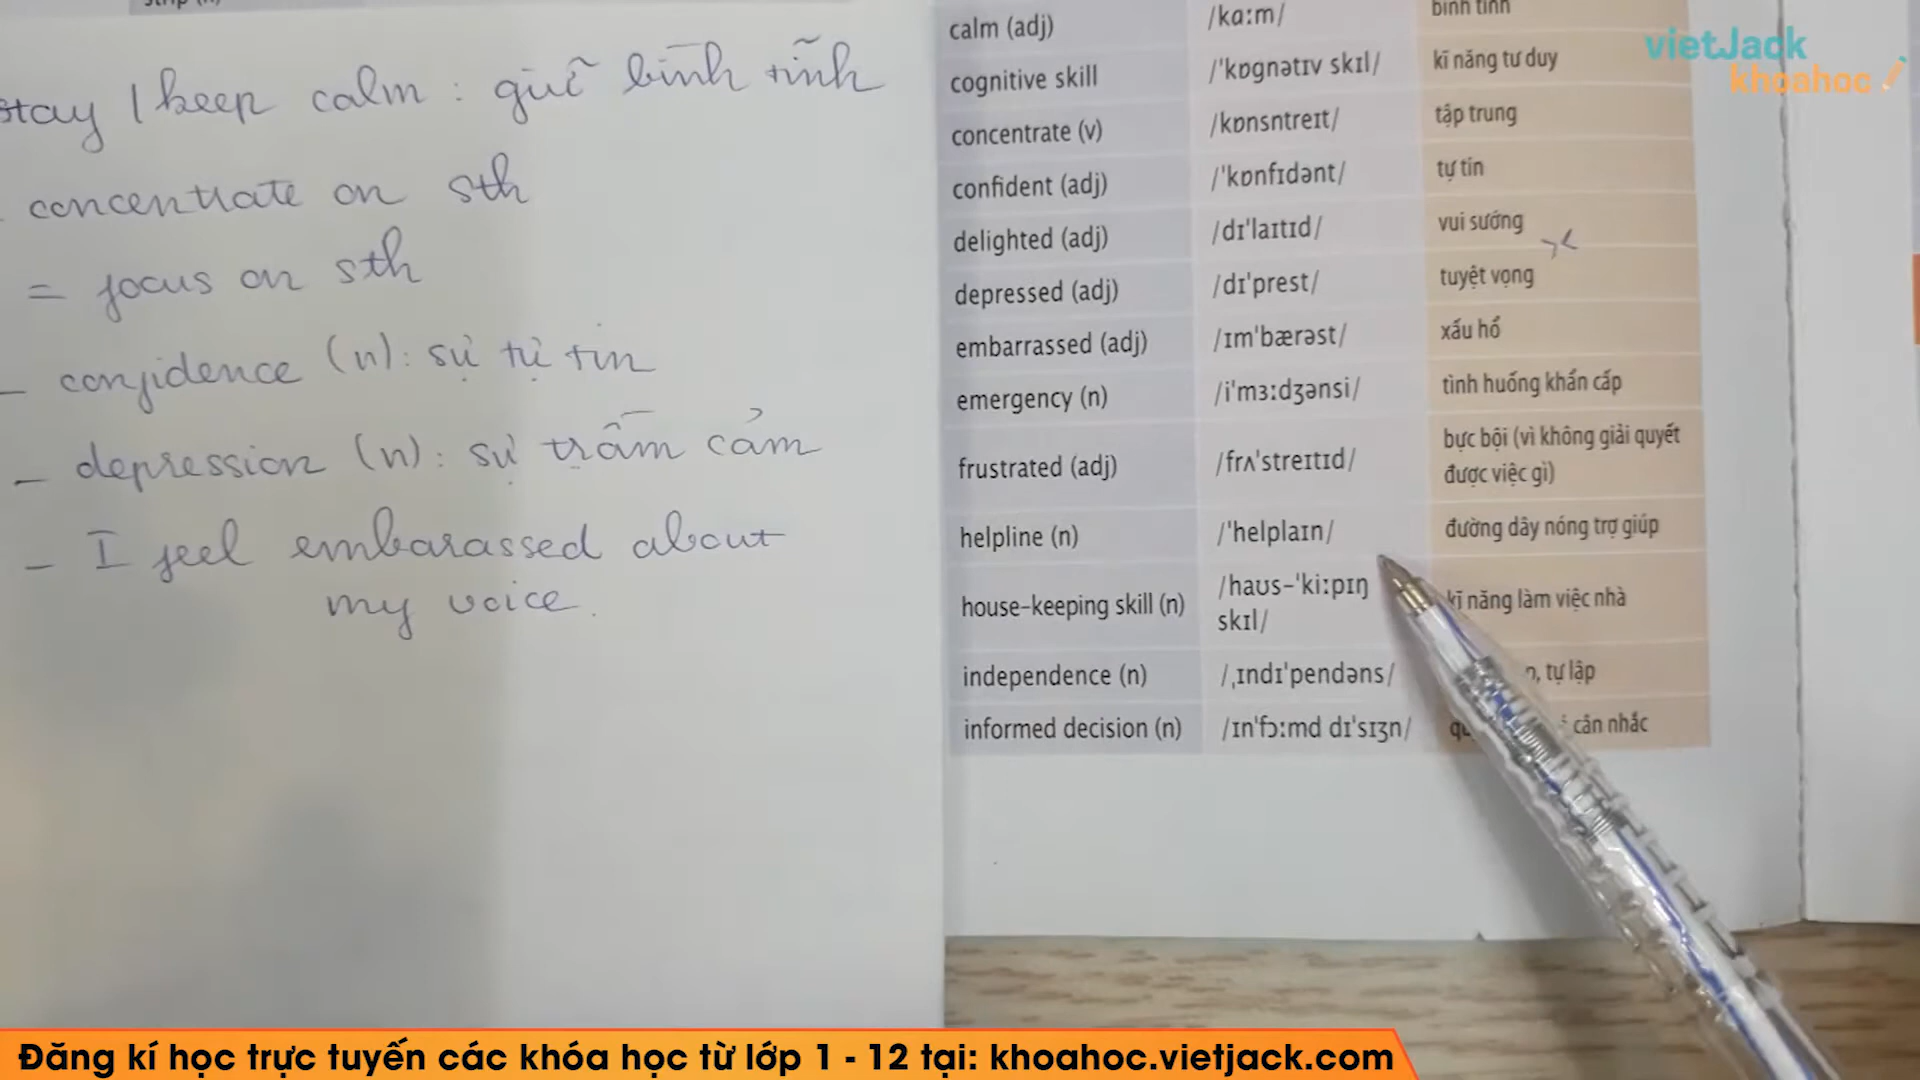 stay / keep calm : giữ bình tĩnh
concentrate on sth
= focus on sth
- confidence (n): sự tự tin
- depression (n): sự trầm cảm
- I feel embarassed about
my voice.
calm (adj) /kɑːm/ bình tĩnh
cognitive skill /ˈkɒɡnətɪv skɪl/ kĩ năng tư duy
concentrate (v) /kɒnsntreɪt/ tập trung
confident (adj) /ˈkɒnfɪdənt/ tự tin
delighted (adj) /dɪˈlaɪtɪd/ vui sướng
depressed (adj) /dɪˈprest/ tuyệt vọng
embarrassed (adj) /ɪmˈbærəst/ xấu hổ
emergency (n) /iˈmɜːdʒənsi/ tình huống khẩn cấp
frustrated (adj) /frʌˈstreɪtɪd/ bực bội (vì không giải quyết
được việc gì)
helpline (n) /ˈhelplaɪn/ đường dây nóng trợ giúp
house-keeping skill (n) /haʊs-ˈkiːpɪŋ kĩ năng làm việc nhà
skɪl/
independence (n) /ˌɪndɪˈpendəns/ tự lập
informed decision (n) /ɪnˈfɔːmd dɪˈsɪʒn/ cân nhắc
vietJack
khoahoc
Đăng kí học trực tuyến các khóa học từ lớp 1 - 12 tại: khoahoc.vietjack.com